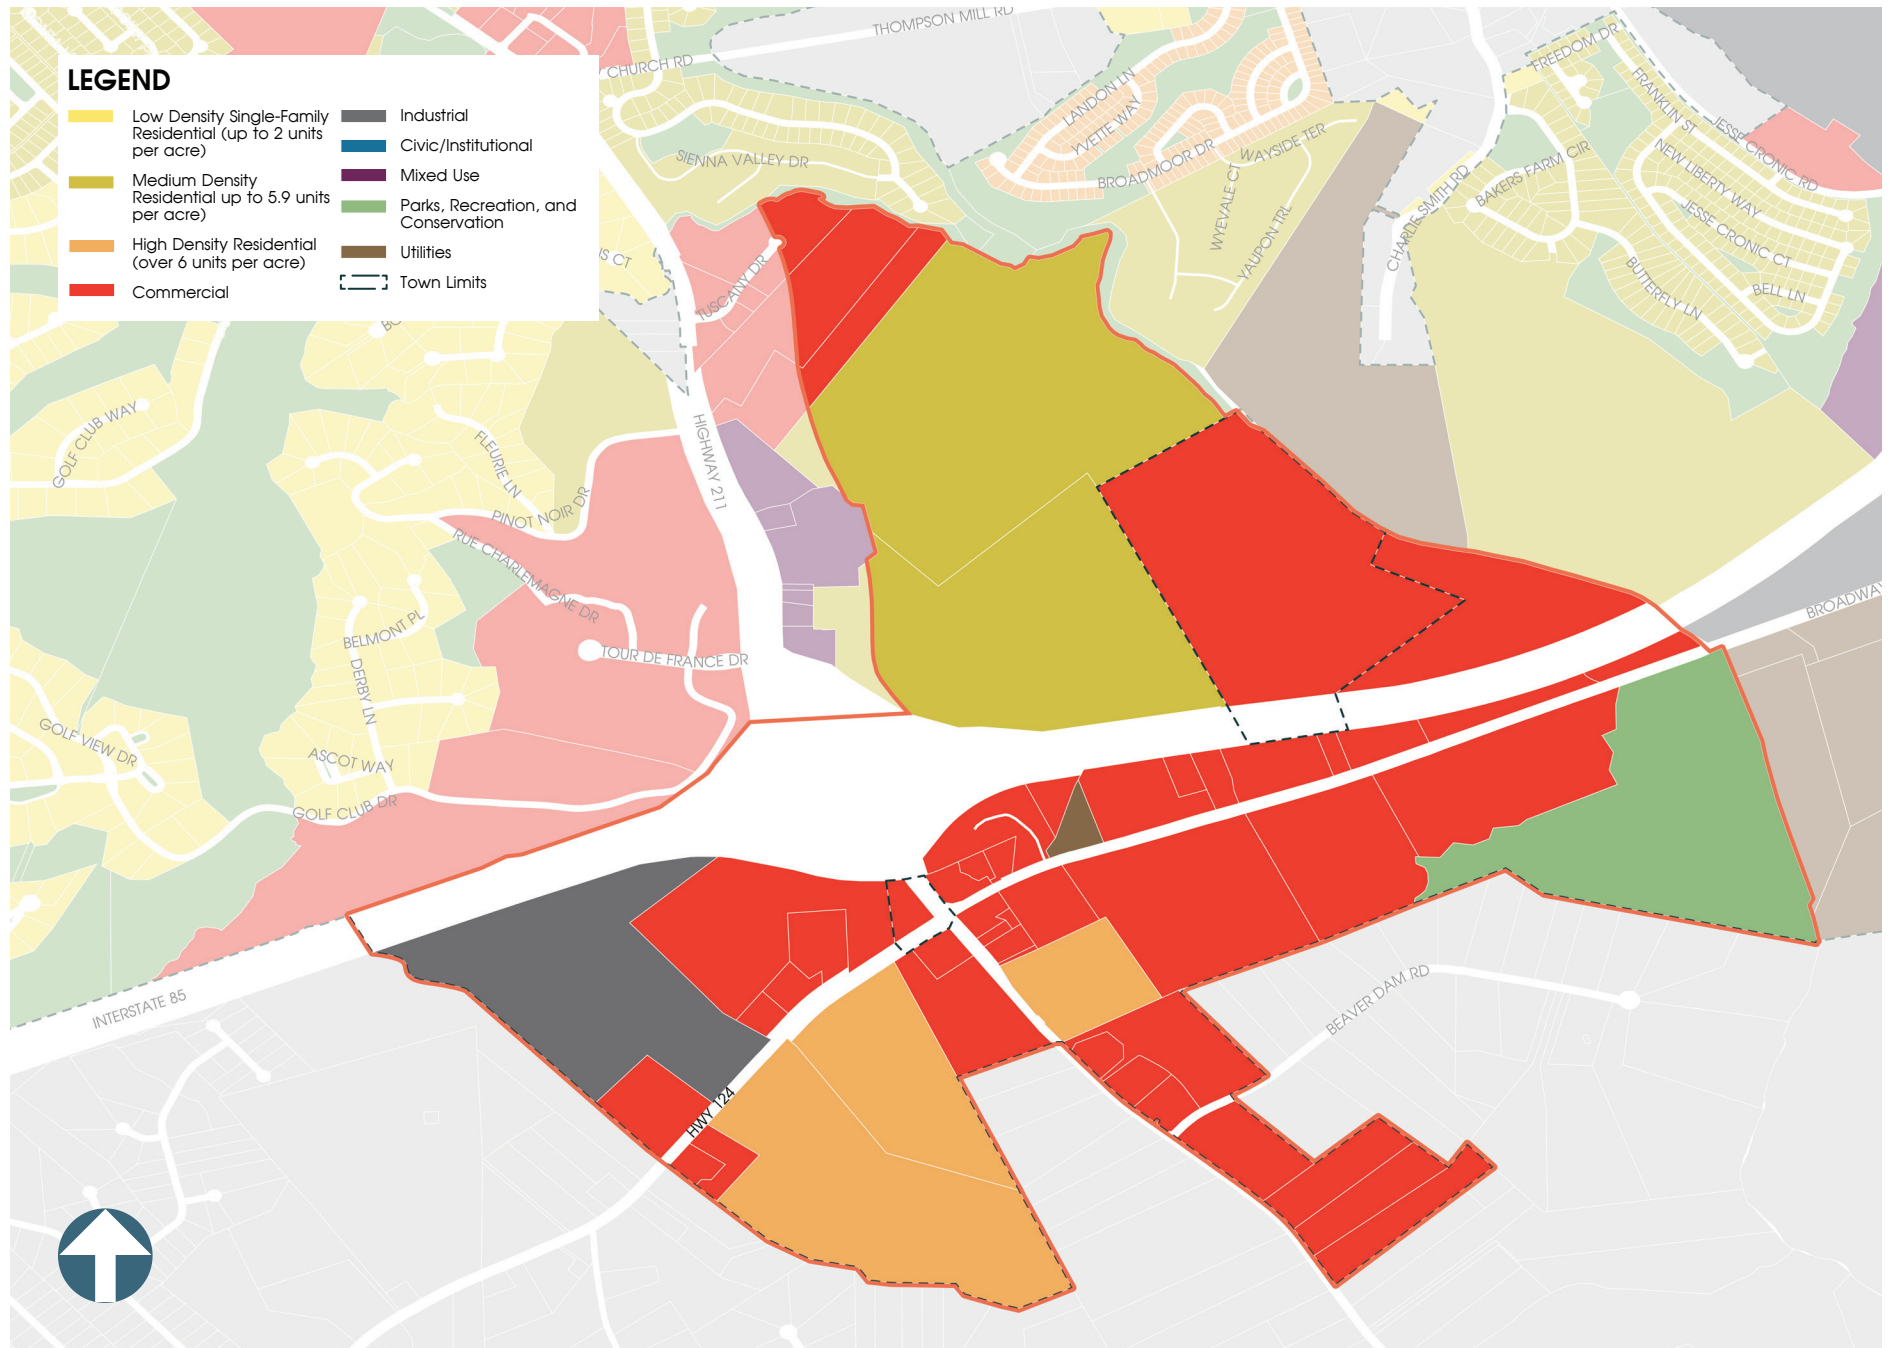 THOMPSON MILL RD
CHURCH RD
LEGEND
Low Density Single-Family
Residential (up to 2 units
per acre)
Medium Density
Residential up to 5.9 units
per acre)
High Density Residential
(over 6 units per acre)
Commercial
Industrial
Civic/Institutional
Mixed Use
Parks, Recreation, and
Conservation
Utilities
Town Limits
LANDON LN
YVETTE WAY
BROADMOOR DR
WAYSIDE TER
WYEVALE CT
YAUPON TRL
SIENNA VALLEY DR
CHARLIE SMITH RD
FREEDOM DR
FRANKLIN ST
JESSE CRONIC RD
BAKERS FARM CIR
NEW LIBERTY WAY
JESSE CRONIC CT
BELL LN
BUTTERFLY LN
IS CT
TUSCANY DR
BO
GOLF CLUB WAY
FLEURIE LN
PINOT NOIR DR
HIGHWAY 211
RUE CHARLEMAGNE DR
BELMONT PL
TOUR DE FRANCE DR
DERBY LN
GOLF VIEW DR
ASCOT WAY
GOLF CLUB DR
BROADWAY
INTERSTATE 85
BEAVER DAM RD
HWY 124